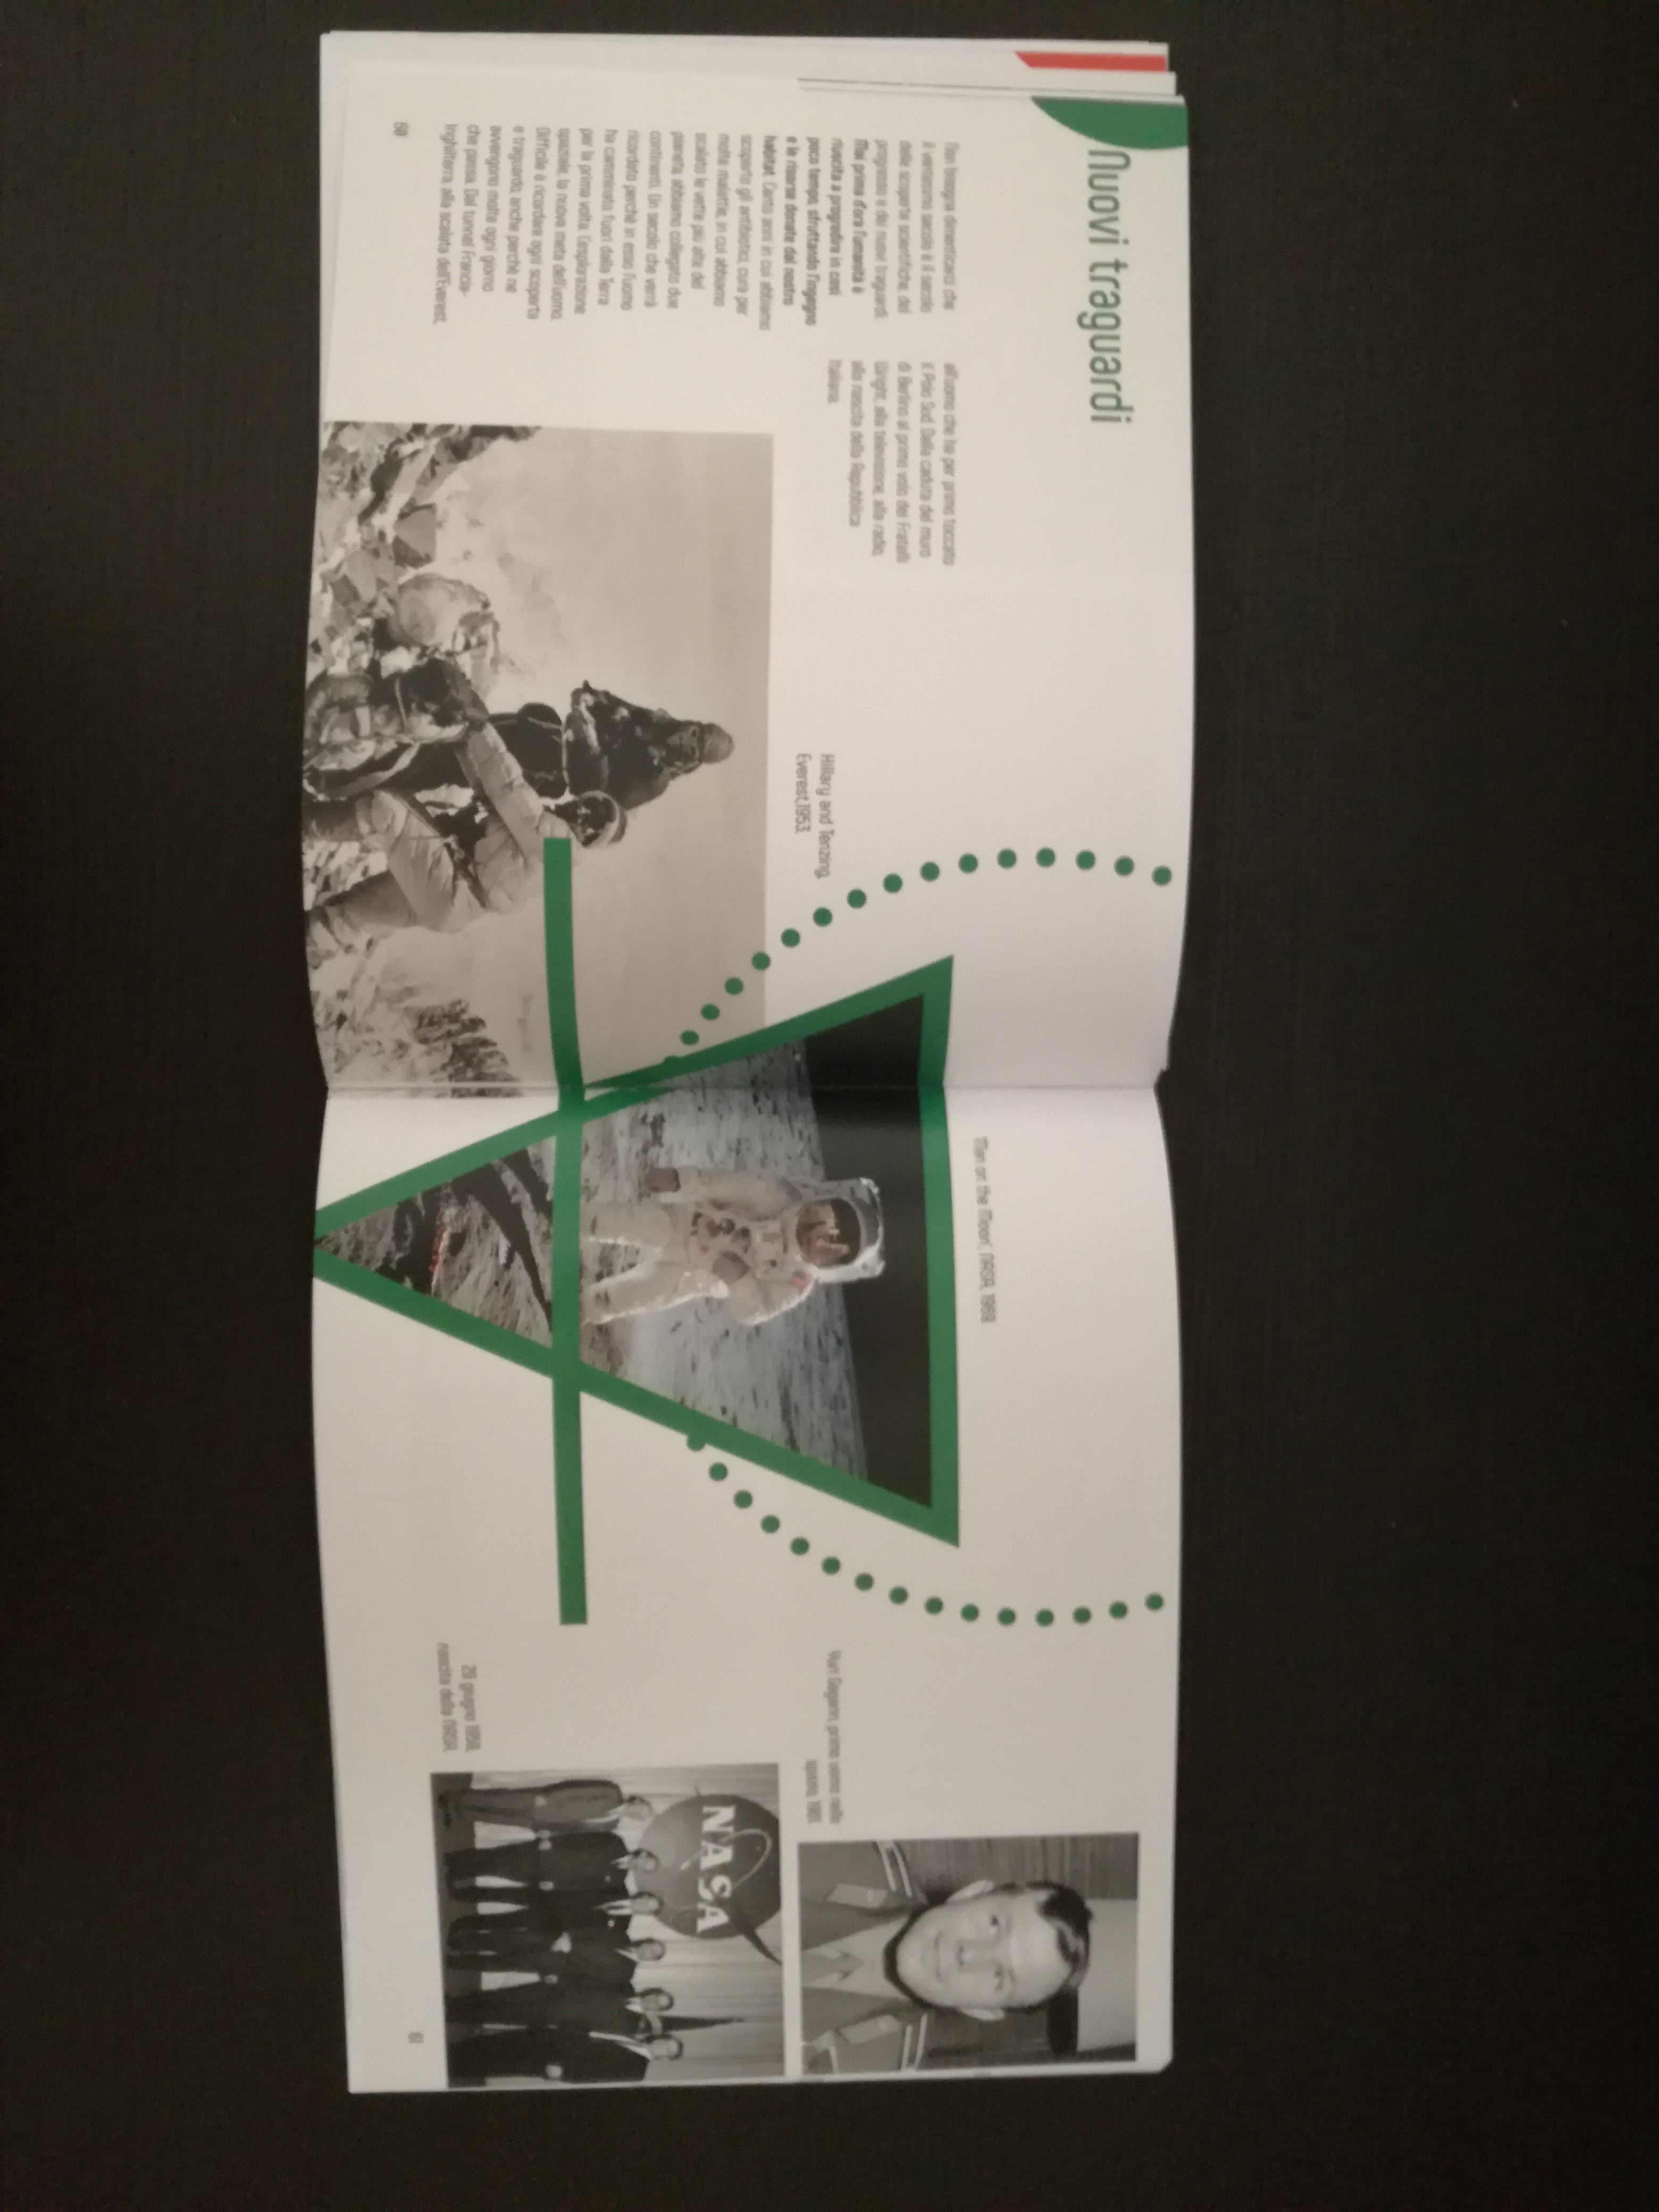 Nuovi traguardi
Non bisogna dimenticarci che
il ventesimo secolo è il secolo
delle scoperte scientifiche, del
progresso e dei nuovi traguardi.
Mai prima d'ora l'umanità è
riuscita a progredire in così
poco tempo, sfruttando l'ingegno
e le risorse donate dal nostro
habitat. Cento anni in cui abbiamo
scoperto gli antibiotici, cura per
molte malattie, in cui abbiamo
scalato le vette più alte del
pianeta, abbiamo collegato due
continenti. Un secolo che verrà
ricordato perchè in esso l'uomo
ha camminato fuori dalla Terra
per la prima volta. L'esplorazione
spaziale, la nuova meta dell'uomo.
Difficile è ricordare ogni scoperta
e traguardo, anche perchè ne
avvengono molte ogni giorno
che passa. Dal tunnel Francia-
Inghilterra, alla scalata dell'Everest,
all'uomo che ha per primo toccato
il Polo Sud. Dalla caduta del muro
di Berlino al primo volo dei Fratelli
Wright, alla televisione, alla radio,
alla nascita della Repubblica
Italiana.
Hillary and Tenzing,
Everest,1953.
60
'Man on the Moon', NASA, 1969.
Yuri Gagarin, primo uomo nello
spazio, 1961.
NASA
29 giugno 1958,
nascita della NASA.
61